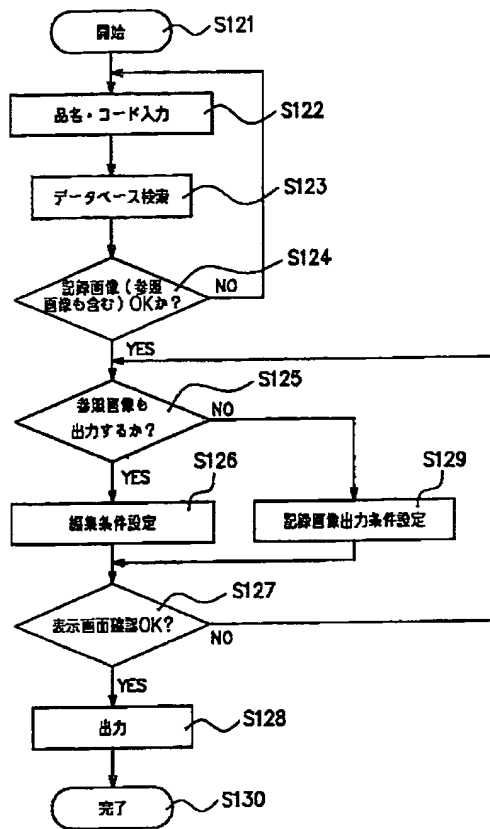 開始
S121
品名・コード入力
S122
データベース検索
S123
記録画像(参照
画像も含む)OKか?
S124
NO
YES
参照画像も
出力するか?
S125
NO
YES
編集条件設定
S126
記録画像出力条件設定
S129
表示画面確認OK?
S127
NO
YES
出力
S128
完了
S130